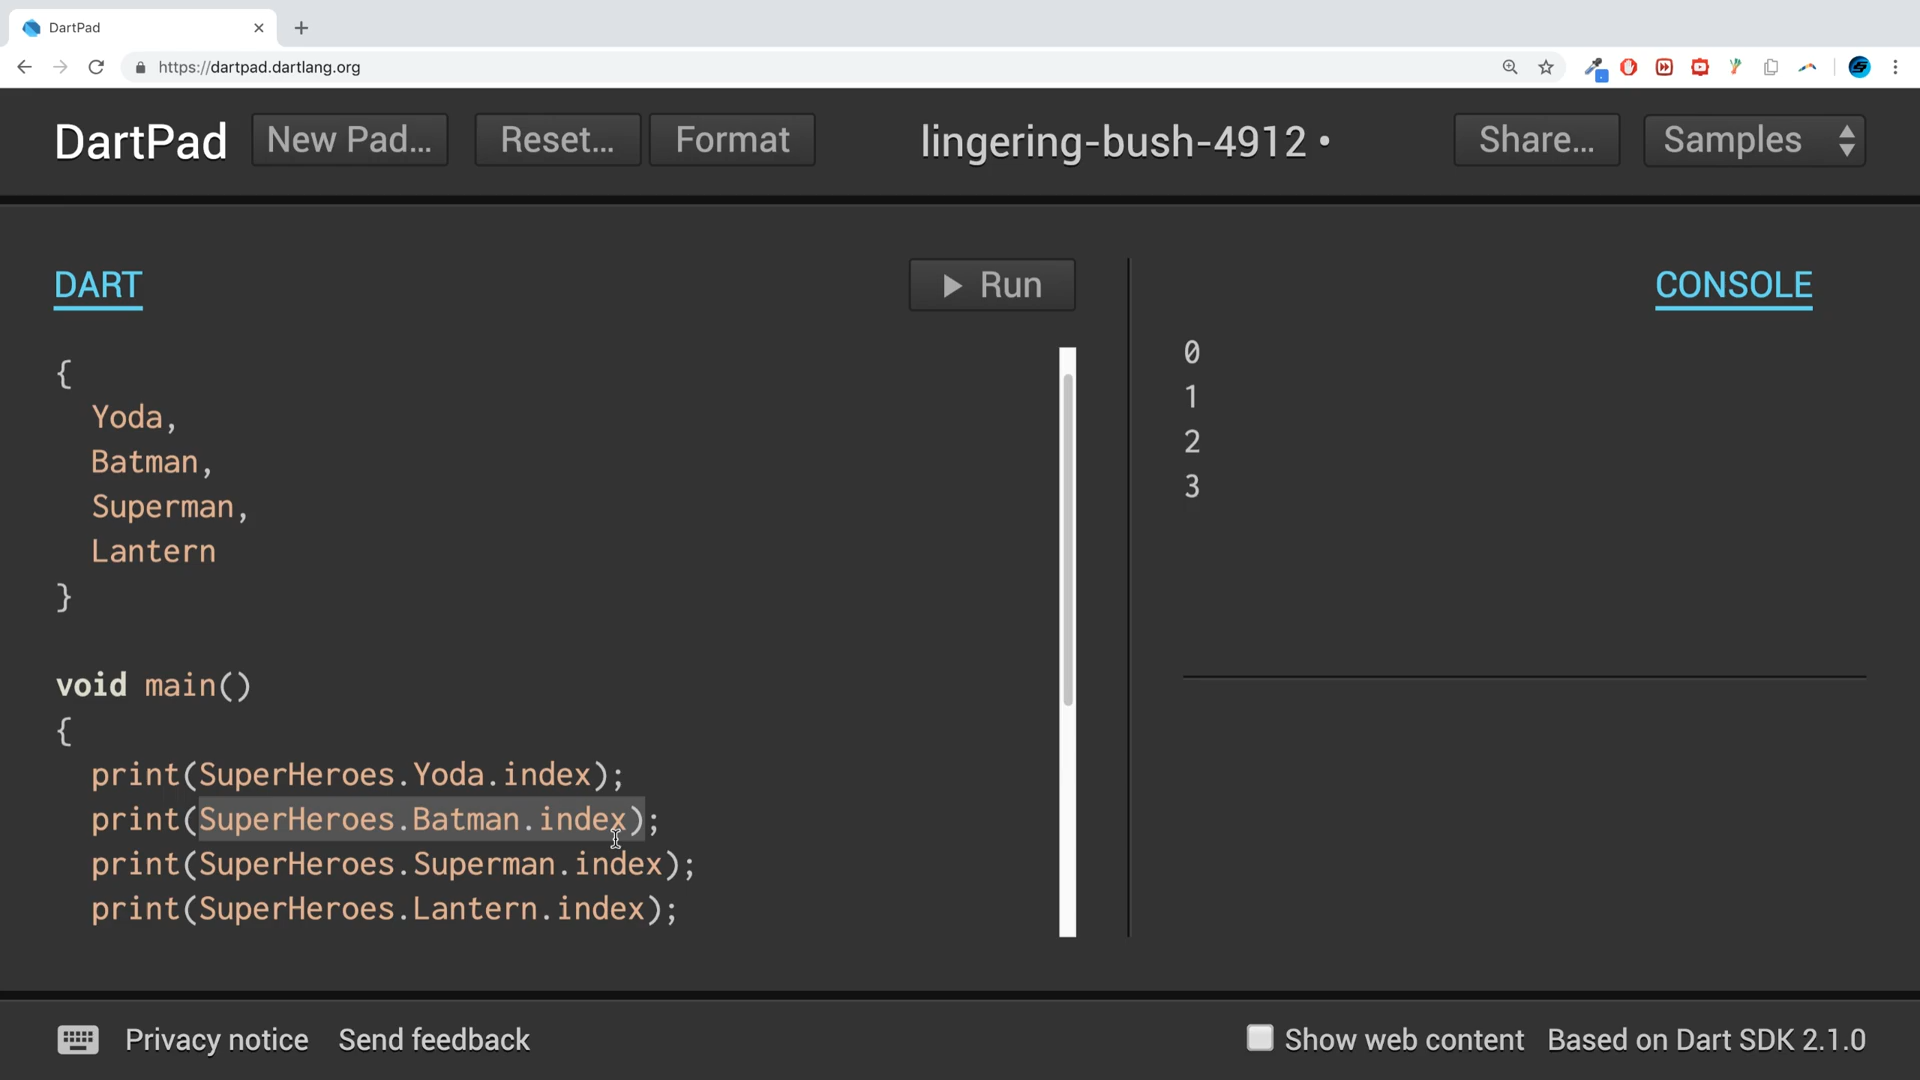 DartPad
https://dartpad.dartlang.org
DartPad New Pad... Reset... Format lingering-bush-4912 • Share... Samples
DART Run CONSOLE
{
Yoda,
Batman,
Superman,
Lantern
}
void main()
{
print(SuperHeroes.Yoda.index);
print(SuperHeroes.Batman.index);
print(SuperHeroes.Superman.index);
print(SuperHeroes.Lantern.index);
0
1
2
3
Privacy notice Send feedback Show web content Based on Dart SDK 2.1.0